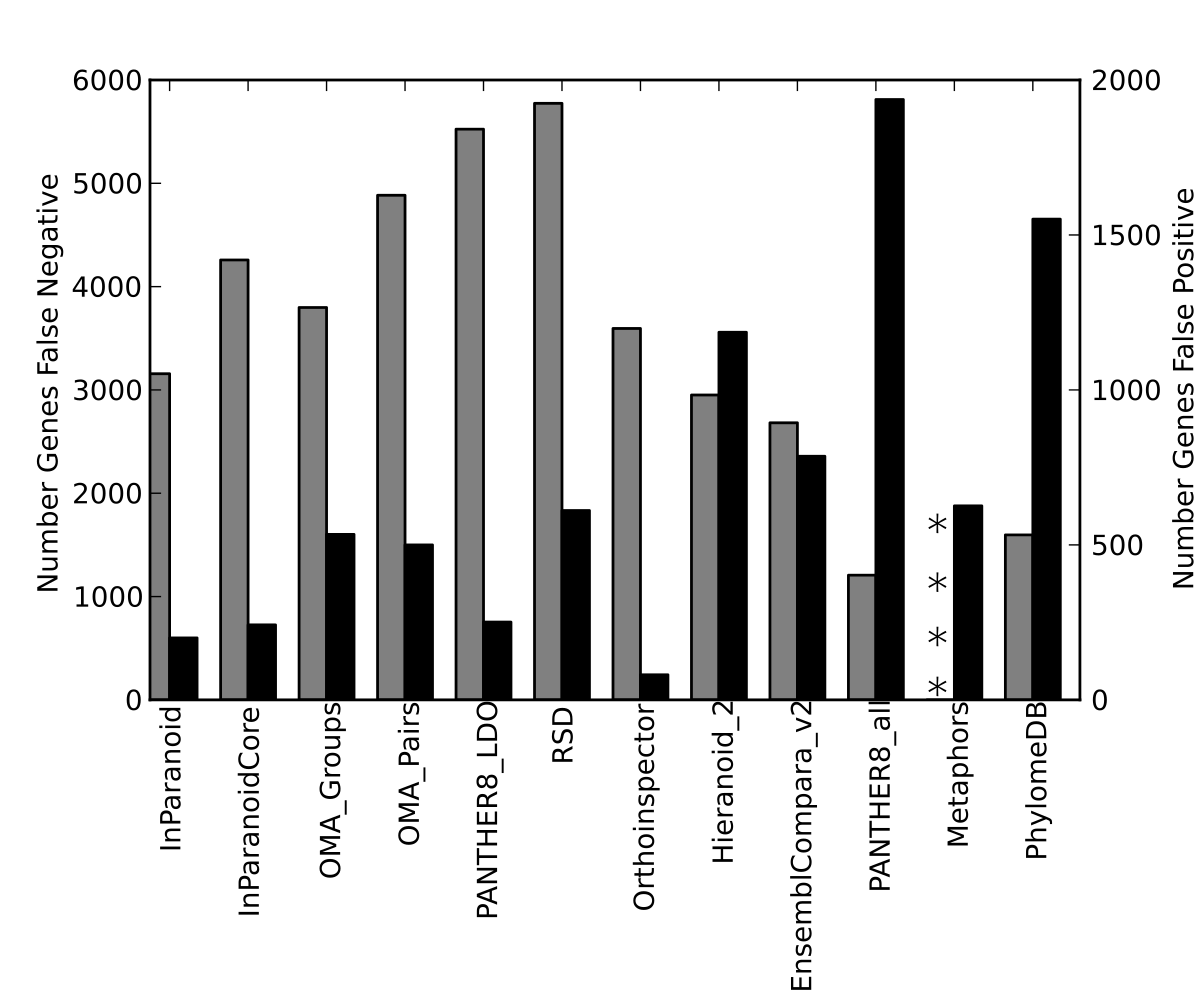 6000
5000
4000
3000
2000
1000
0
Number Genes False Negative
2000
1500
1000
500
0
Number Genes False Positive
*
*
*
*
InParanoid
InParanoidCore
OMA_Groups
OMA_Pairs
PANTHER8_LDO
RSD
Orthoinspector
Hieranoid_2
EnsemblCompara_v2
PANTHER8_all
Metaphors
PhylomeDB